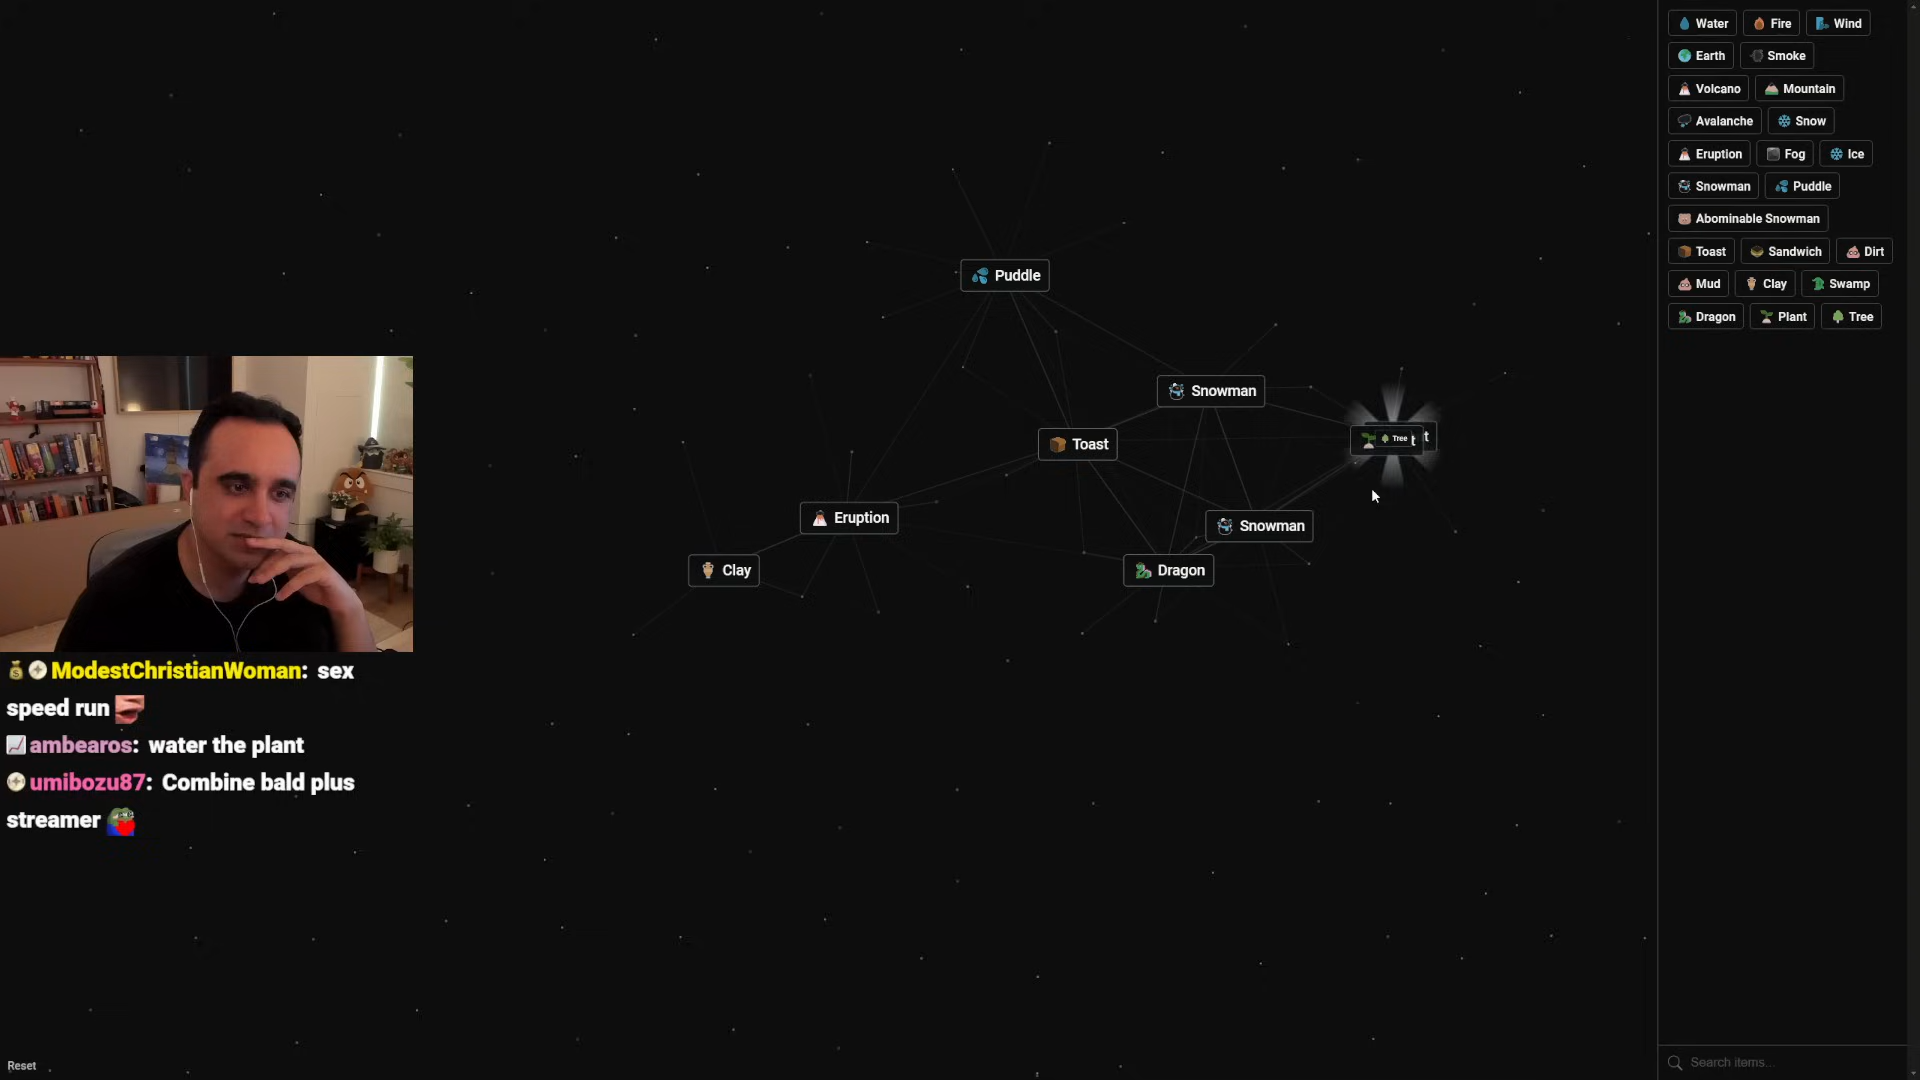 Water Fire Wind
Earth Smoke
Volcano Mountain
Avalanche Snow
Eruption Fog Ice
Snowman Puddle
Abominable Snowman
Toast Sandwich Dirt
Mud Clay Swamp
Dragon Plant Tree
Puddle
Snowman
Tree
Toast
Eruption
Snowman
Clay
Dragon
ModestChristianWoman: sex
speed run
ambearos: water the plant
umibozu87: Combine bald plus
streamer
Reset
Search items...